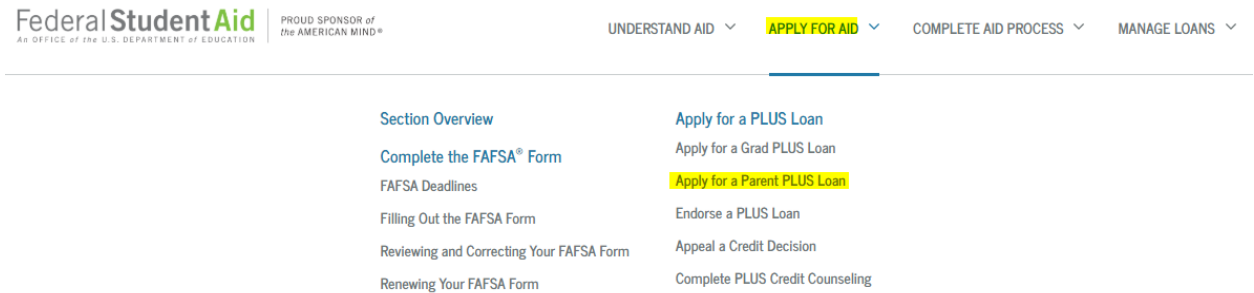 Federal Student Aid
An OFFICE of the U.S. DEPARTMENT of EDUCATION
PROUD SPONSOR of
the AMERICAN MIND®
UNDERSTAND AID
APPLY FOR AID
COMPLETE AID PROCESS
MANAGE LOANS
Section Overview
Complete the FAFSA® Form
FAFSA Deadlines
Filling Out the FAFSA Form
Reviewing and Correcting Your FAFSA Form
Renewing Your FAFSA Form
Apply for a PLUS Loan
Apply for a Grad PLUS Loan
Apply for a Parent PLUS Loan
Endorse a PLUS Loan
Appeal a Credit Decision
Complete PLUS Credit Counseling